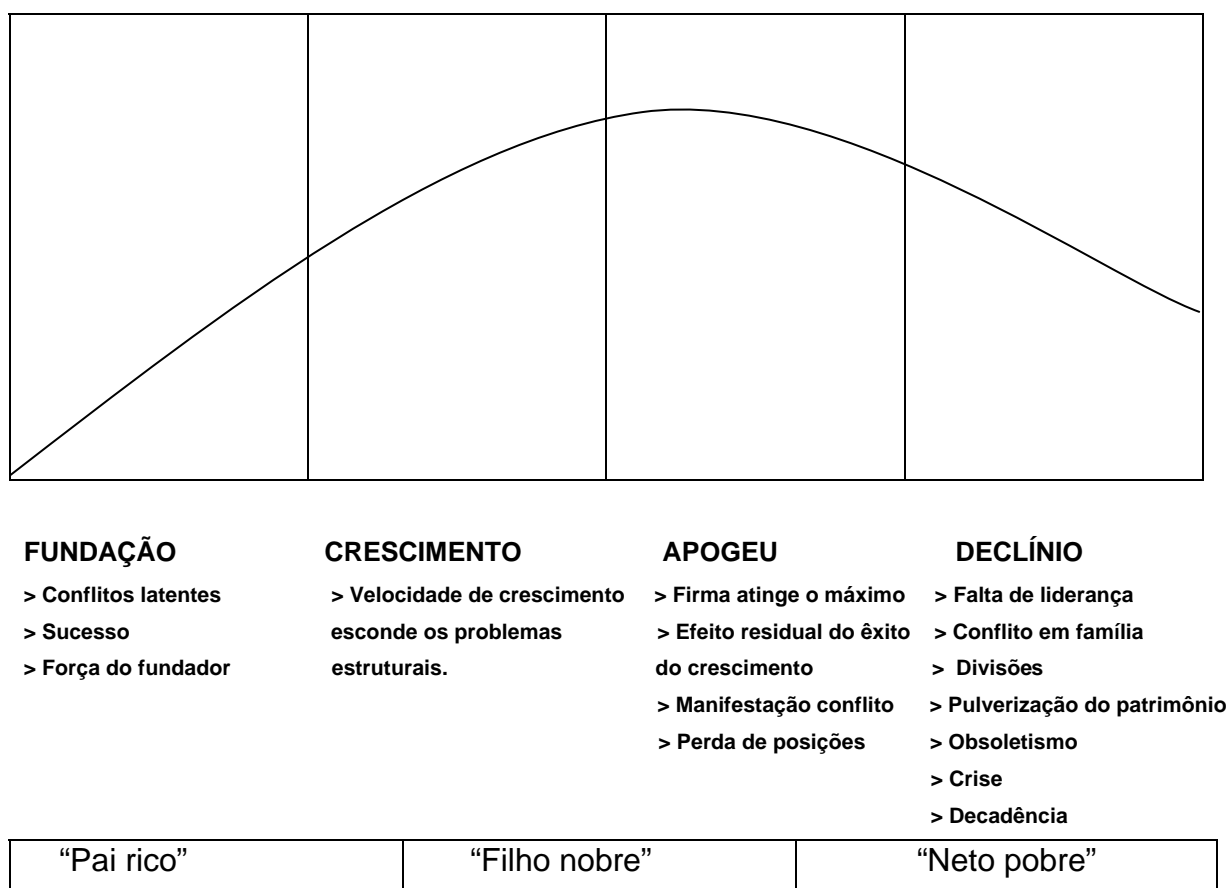 FUNDAÇÃO
> Conflitos latentes
> Sucesso
> Força do fundador
CRESCIMENTO
> Velocidade de crescimento
esconde os problemas
estruturais.
APOGEU
> Firma atinge o máximo
> Efeito residual do êxito
do crescimento
> Manifestação conflito
> Perda de posições
DECLÍNIO
> Falta de liderança
> Conflito em família
> Divisões
> Pulverização do patrimônio
> Obsoletismo
> Crise
> Decadência
“Pai rico”
“Filho nobre”
“Neto pobre”